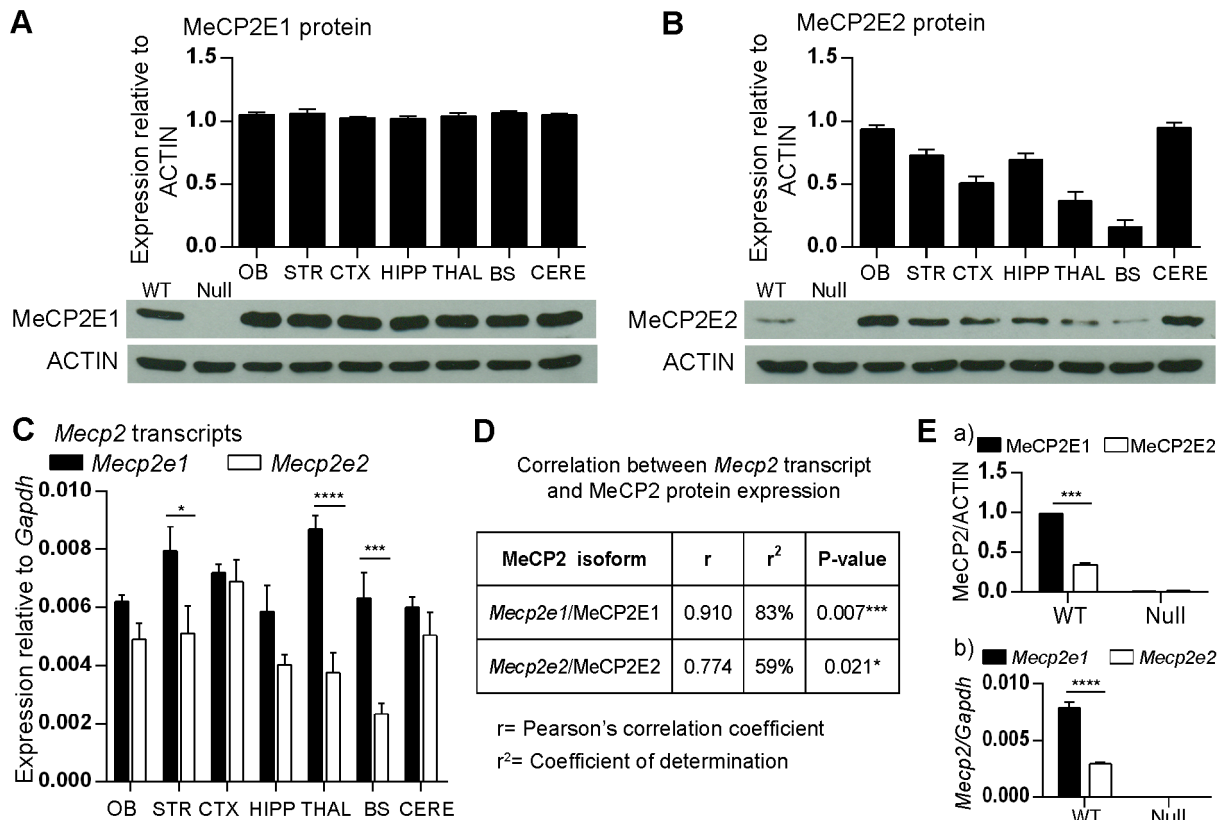 A
MeCP2E1 protein
Expression relative to
ACTIN
1.5
1.0
0.5
0.0
OB STR CTX HIPP THAL BS CERE
WT Null
MeCP2E1
ACTIN
B
MeCP2E2 protein
Expression relative to
ACTIN
1.5
1.0
0.5
0.0
OB STR CTX HIPP THAL BS CERE
WT Null
MeCP2E2
ACTIN
C
Mecp2 transcripts
Mecp2e1 Mecp2e2
Expression relative to Gapdh
0.010
0.008
0.006
0.004
0.002
0.000
* **** ***
OB STR CTX HIPP THAL BS CERE
D
Correlation between Mecp2 transcript
and MeCP2 protein expression
MeCP2 isoform r r² P-value
Mecp2e1/MeCP2E1 0.910 83% 0.007***
Mecp2e2/MeCP2E2 0.774 59% 0.021*
r= Pearson's correlation coefficient
r²= Coefficient of determination
E
a)
MeCP2E1 MeCP2E2
MeCP2/ACTIN
1.5
1.0
0.5
0.0
***
WT Null
b)
Mecp2e1 Mecp2e2
Mecp2/Gapdh
0.010
0.005
0.000
****
WT Null